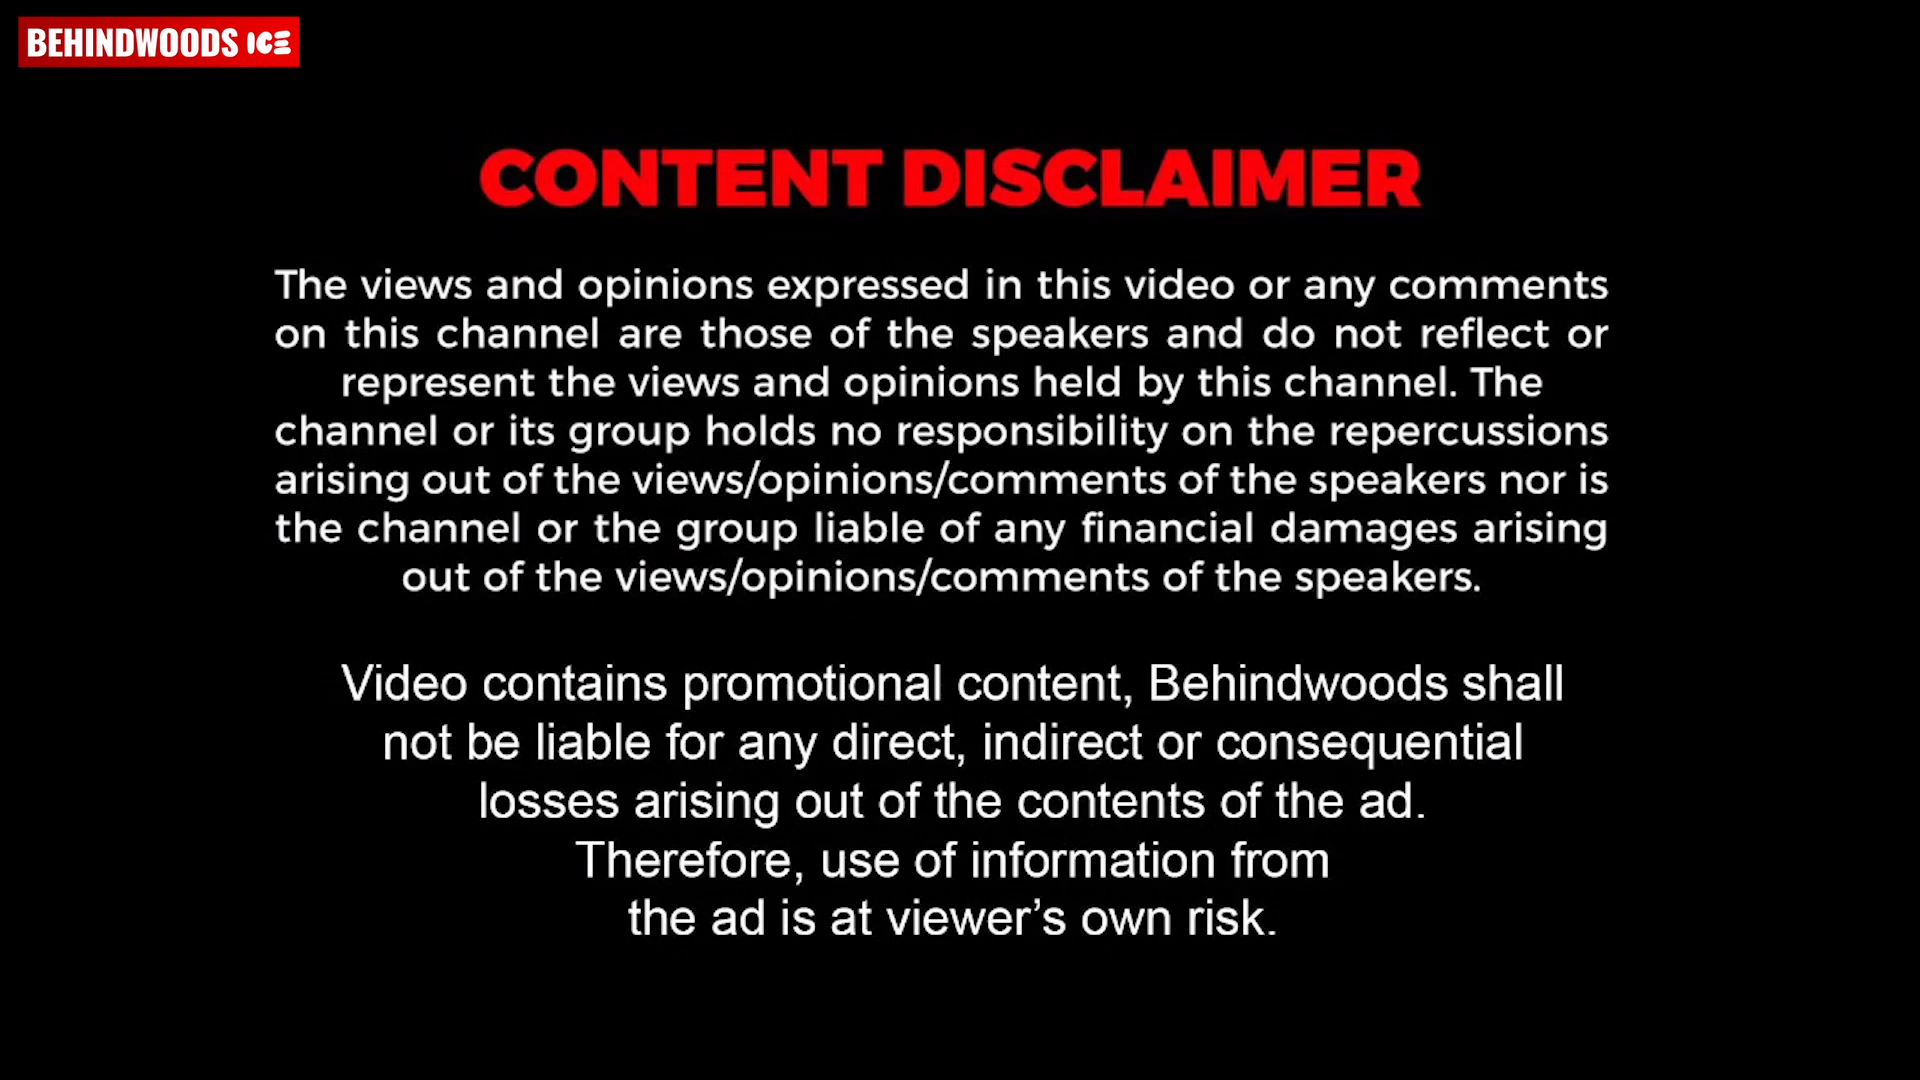 BEHINDWOODS ICE
CONTENT DISCLAIMER
The views and opinions expressed in this video or any comments
on this channel are those of the speakers and do not reflect or
represent the views and opinions held by this channel. The
channel or its group holds no responsibility on the repercussions
arising out of the views/opinions/comments of the speakers nor is
the channel or the group liable of any financial damages arising
out of the views/opinions/comments of the speakers.
Video contains promotional content, Behindwoods shall
not be liable for any direct, indirect or consequential
losses arising out of the contents of the ad.
Therefore, use of information from
the ad is at viewer’s own risk.